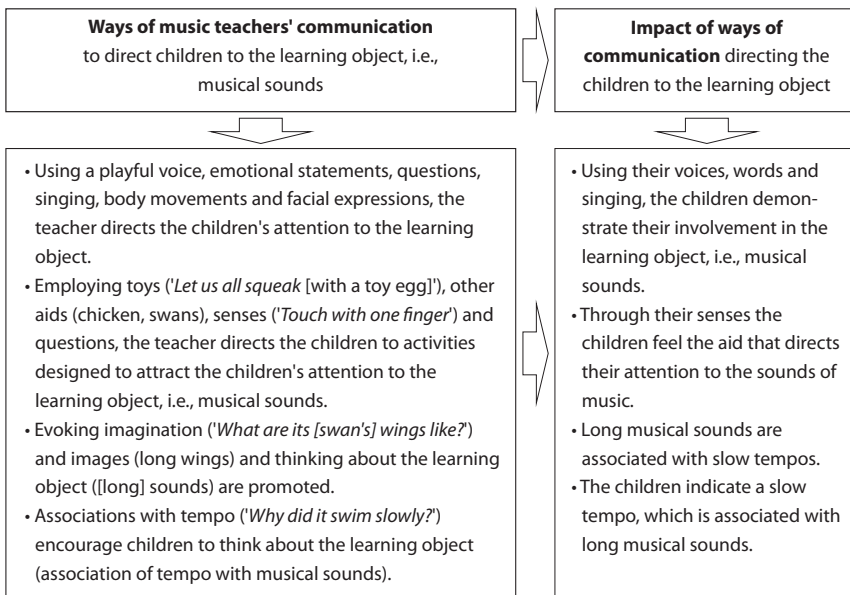 Ways of music teachers' communication
to direct children to the learning object, i.e.,
musical sounds
Impact of ways of
communication directing the
children to the learning object
• Using a playful voice, emotional statements, questions,
singing, body movements and facial expressions, the
teacher directs the children's attention to the learning
object.
• Employing toys ('Let us all squeak [with a toy egg]'), other
aids (chicken, swans), senses ('Touch with one finger') and
questions, the teacher directs the children to activities
designed to attract the children's attention to the
learning object, i.e., musical sounds.
• Evoking imagination ('What are its [swan's] wings like?')
and images (long wings) and thinking about the learning
object ([long] sounds) are promoted.
• Associations with tempo ('Why did it swim slowly?')
encourage children to think about the learning object
(association of tempo with musical sounds).
• Using their voices, words and
singing, the children demon-
strate their involvement in the
learning object, i.e., musical
sounds.
• Through their senses the
children feel the aid that directs
their attention to the sounds of
music.
• Long musical sounds are
associated with slow tempos.
• The children indicate a slow
tempo, which is associated with
long musical sounds.